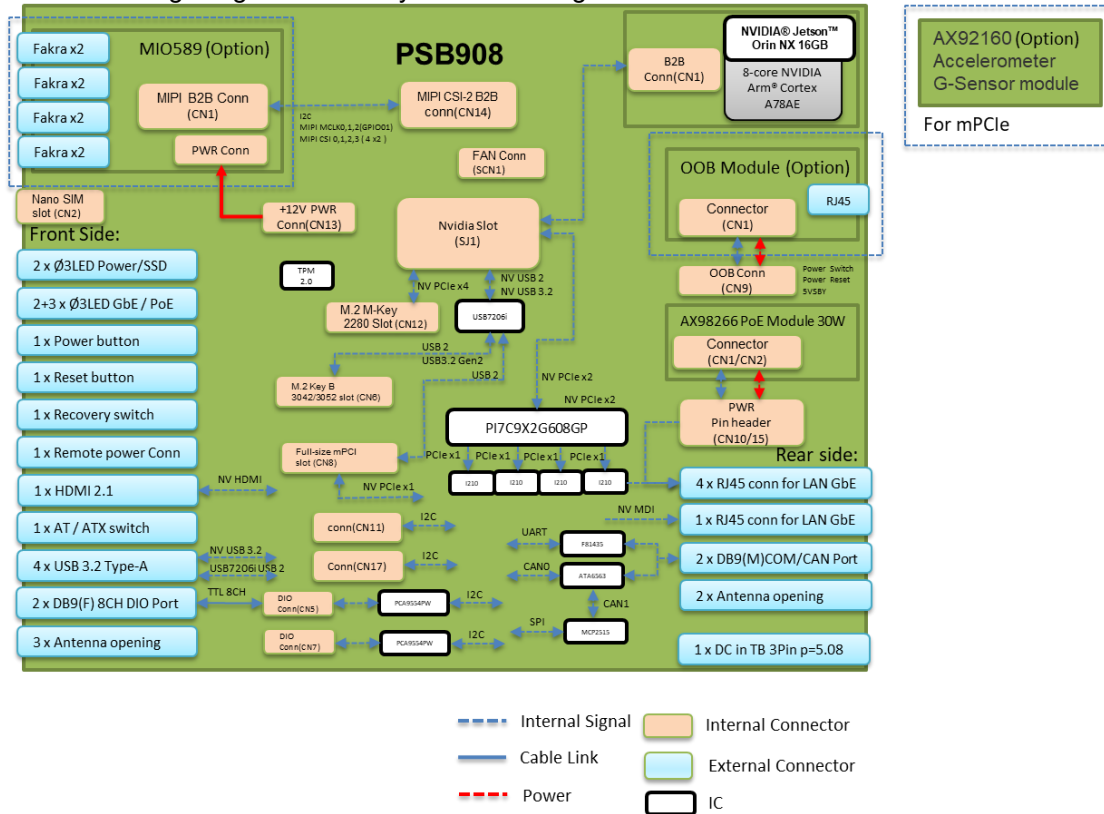 PSB908
Fakra x2
Fakra x2
Fakra x2
Fakra x2
MIO589 (Option)
MIPI B2B Conn
(CN1)
PWR Conn
I2C
MIPI MCLK0,1,2(GPIO01)
MIPI CSI 0,1,2,3 ( 4 x2 )
MIPI CSI-2 B2B
conn(CN14)
FAN Conn
(SCN1)
B2B
Conn(CN1)
NVIDIA® Jetson™
Orin NX 16GB
8-core NVIDIA
Arm® Cortex
A78AE
AX92160 (Option)
Accelerometer
G-Sensor module
For mPCIe
Nano SIM
slot (CN2)
+12V PWR
Conn(CN13)
Nvidia Slot
(SJ1)
OOB Module (Option)
RJ45
Connector
(CN1)
OOB Conn
(CN9)
Power Switch
Power Reset
5VSBY
Front Side:
2 x Ø3LED Power/SSD
2+3 x Ø3LED GbE / PoE
1 x Power button
1 x Reset button
1 x Recovery switch
1 x Remote power Conn
1 x HDMI 2.1
1 x AT / ATX switch
4 x USB 3.2 Type-A
2 x DB9(F) 8CH DIO Port
3 x Antenna opening
TPM
2.0
NV PCIe x4
NV USB 2
NV USB 3.2
M.2 M-Key
2280 Slot (CN12)
USB7206i
USB 2
USB3.2 Gen2
USB 2
M.2 Key B
3042/3052 slot (CN6)
Full-size mPCI
slot (CN8)
NV PCIe x1
NV PCIe x2
NV PCIe x2
PI7C9X2G608GP
PCIe x1
PCIe x1
PCIe x1
PCIe x1
I210
I210
I210
I210
AX98266 PoE Module 30W
Connector
(CN1/CN2)
PWR
Pin header
(CN10/15)
Rear side:
4 x RJ45 conn for LAN GbE
1 x RJ45 conn for LAN GbE
2 x DB9(M)COM/CAN Port
2 x Antenna opening
1 x DC in TB 3Pin p=5.08
NV HDMI
NV USB 3.2
USB7206i USB 2
TTL 8CH
conn(CN11)
I2C
Conn(CN17)
I2C
DIO
Conn(CN5)
PCA9554PW
I2C
DIO
Conn(CN7)
PCA9554PW
I2C
NV MDI
UART
F81435
CAN0
ATA6563
CAN1
SPI
MCP2515
Internal Signal
Cable Link
Power
Internal Connector
External Connector
IC